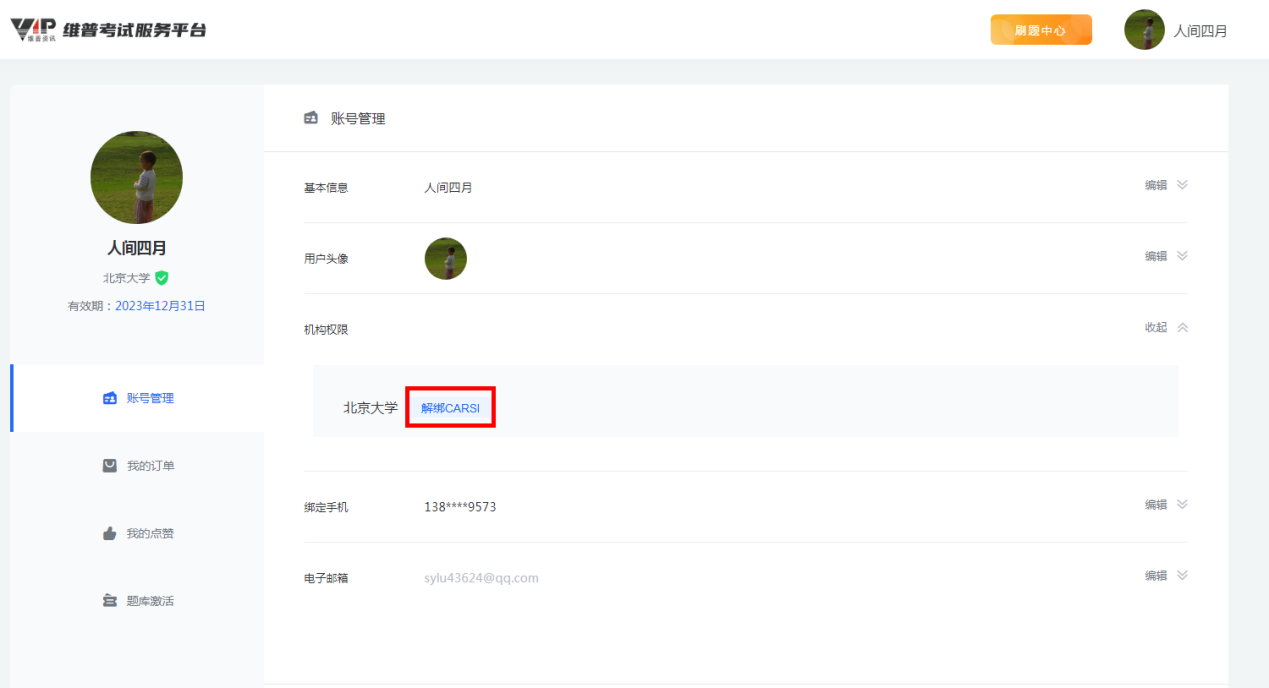 VIP 维普资讯 维普考试服务平台
刷题中心
人间四月
人间四月
北京大学
有效期：2023年12月31日
账号管理
我的订单
我的点赞
题库激活
账号管理
基本信息 人间四月 编辑
用户头像 编辑
机构权限 收起
北京大学 解绑CARSI
绑定手机 138****9573 编辑
电子邮箱 sylu43624@qq.com 编辑